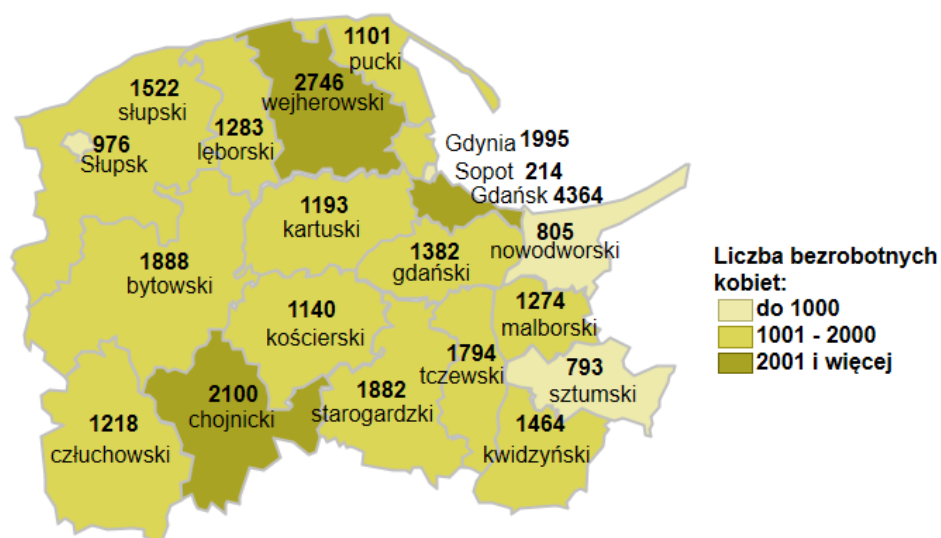 1101
pucki
2746
wejherowski
1522
słupski
1283
lęborski
976
Słupsk
Gdynia 1995
Sopot 214
Gdańsk 4364
1193
kartuski
805
nowodworski
1382
gdański
1888
bytowski
1140
kościerski
1274
malborski
1794
tczewski
793
sztumski
2100
chojnicki
1882
starogardzki
1218
człuchowski
1464
kwidzyński
Liczba bezrobotnych
kobiet:
do 1000
1001 - 2000
2001 i więcej